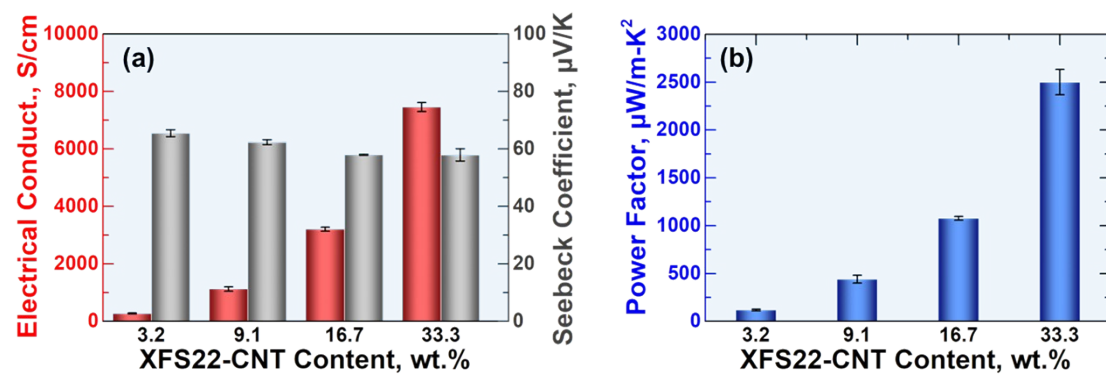 (a)
Electrical Conduct., S/cm
10000
8000
6000
4000
2000
0
100
80
60
40
20
0
Seebeck Coefficient, µV/K
3.2 9.1 16.7 33.3
XFS22-CNT Content, wt.%
(b)
Power Factor, µW/m-K²
3000
2500
2000
1500
1000
500
0
3.2 9.1 16.7 33.3
XFS22-CNT Content, wt.%